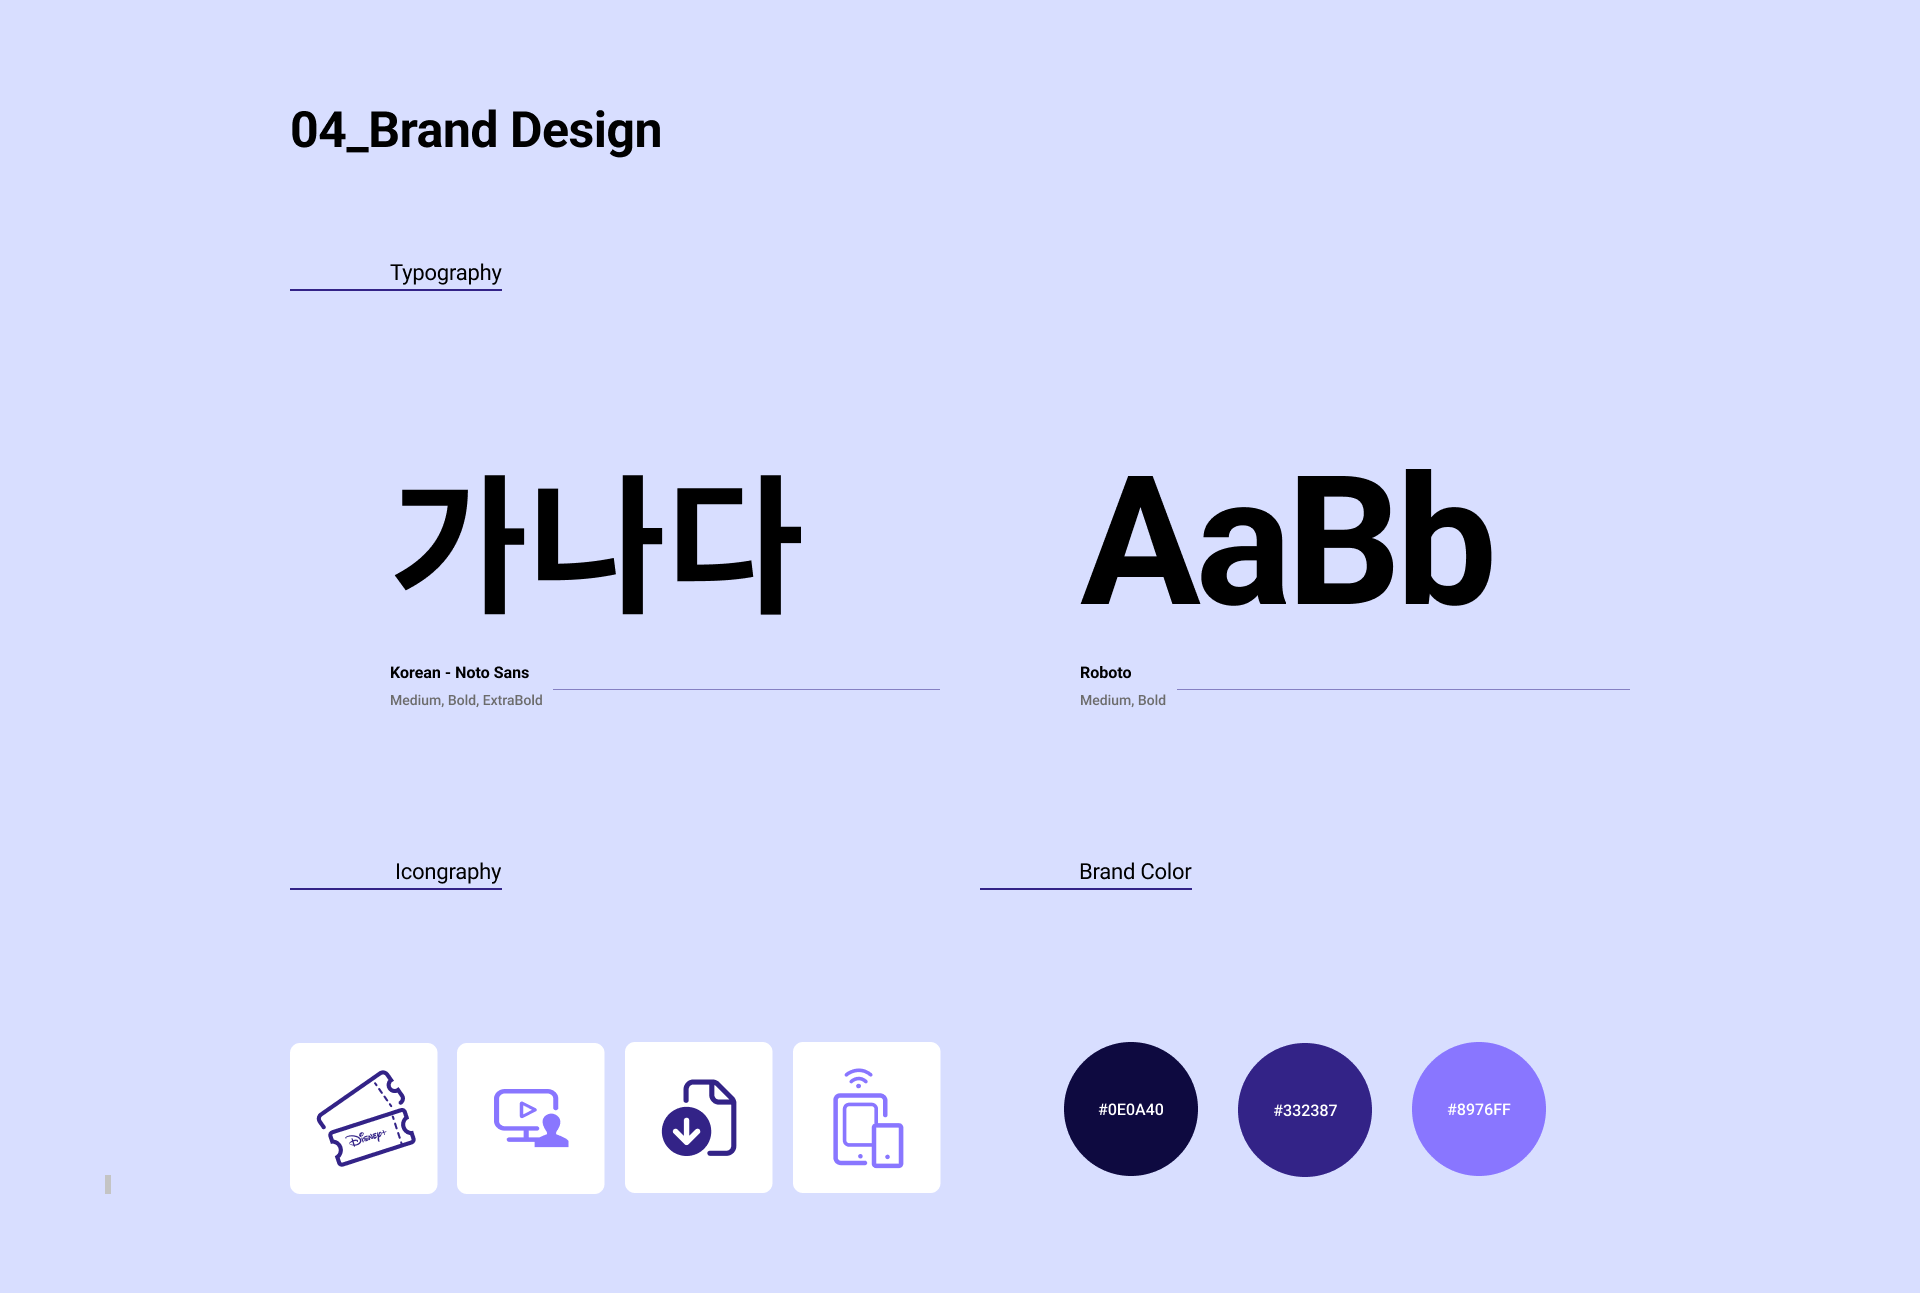 04_Brand Design
Typography
가나다
AaBb
Korean - Noto Sans
Medium, Bold, ExtraBold
Roboto
Medium, Bold
Icongraphy
Brand Color
Disney+
#0E0A40
#332387
#8976FF